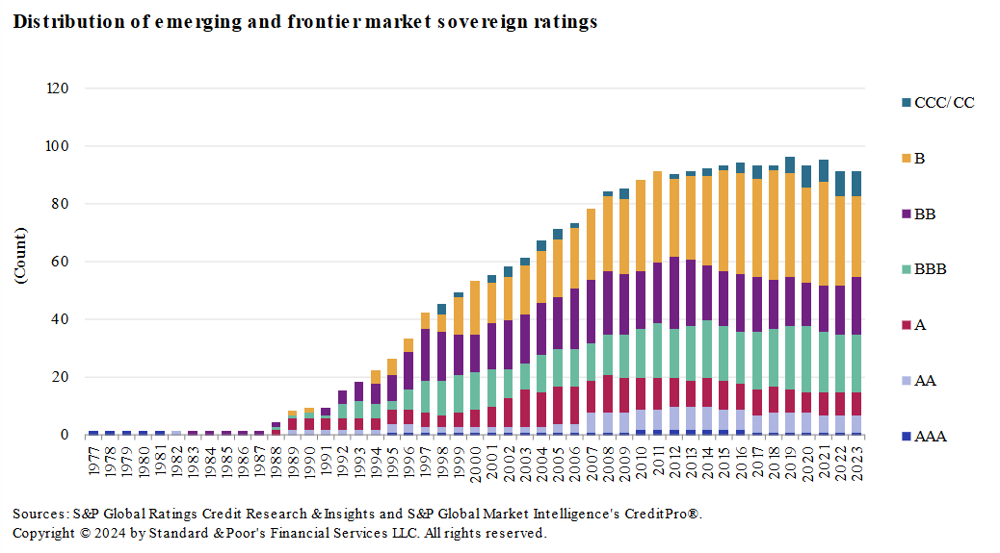 Distribution of emerging and frontier market sovereign ratings
120
100
80
60
40
20
0
(Count)
1977 1978 1979 1980 1981 1982 1983 1984 1985 1986 1987 1988 1989 1990 1991 1992 1993 1994 1995 1996 1997 1998 1999 2000 2001 2002 2003 2004 2005 2006 2007 2008 2009 2010 2011 2012 2013 2014 2015 2016 2017 2018 2019 2020 2021 2022 2023
CCC/CC
B
BB
BBB
A
AA
AAA
Sources: S&P Global Ratings Credit Research & Insights and S&P Global Market Intelligence's CreditPro®.
Copyright © 2024 by Standard & Poor's Financial Services LLC. All rights reserved.